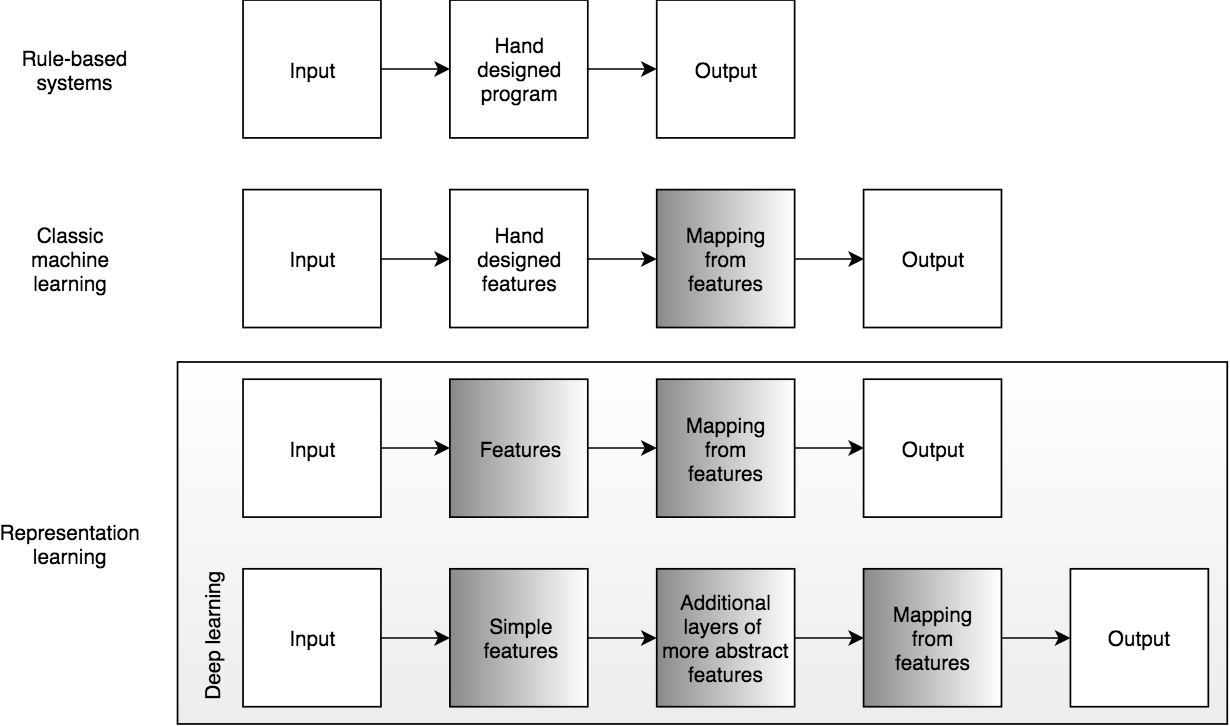 Rule-based
systems
Input
Hand
designed
program
Output
Classic
machine
learning
Input
Hand
designed
features
Mapping
from
features
Output
Representation
learning
Input
Features
Mapping
from
features
Output
Deep learning
Input
Simple
features
Additional
layers of
more abstract
features
Mapping
from
features
Output